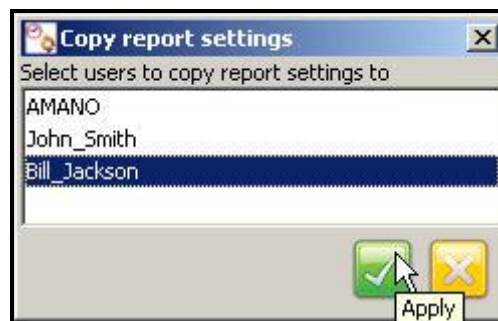 Copy report settings
Select users to copy report settings to
AMANO
John_Smith
Bill_Jackson
Apply